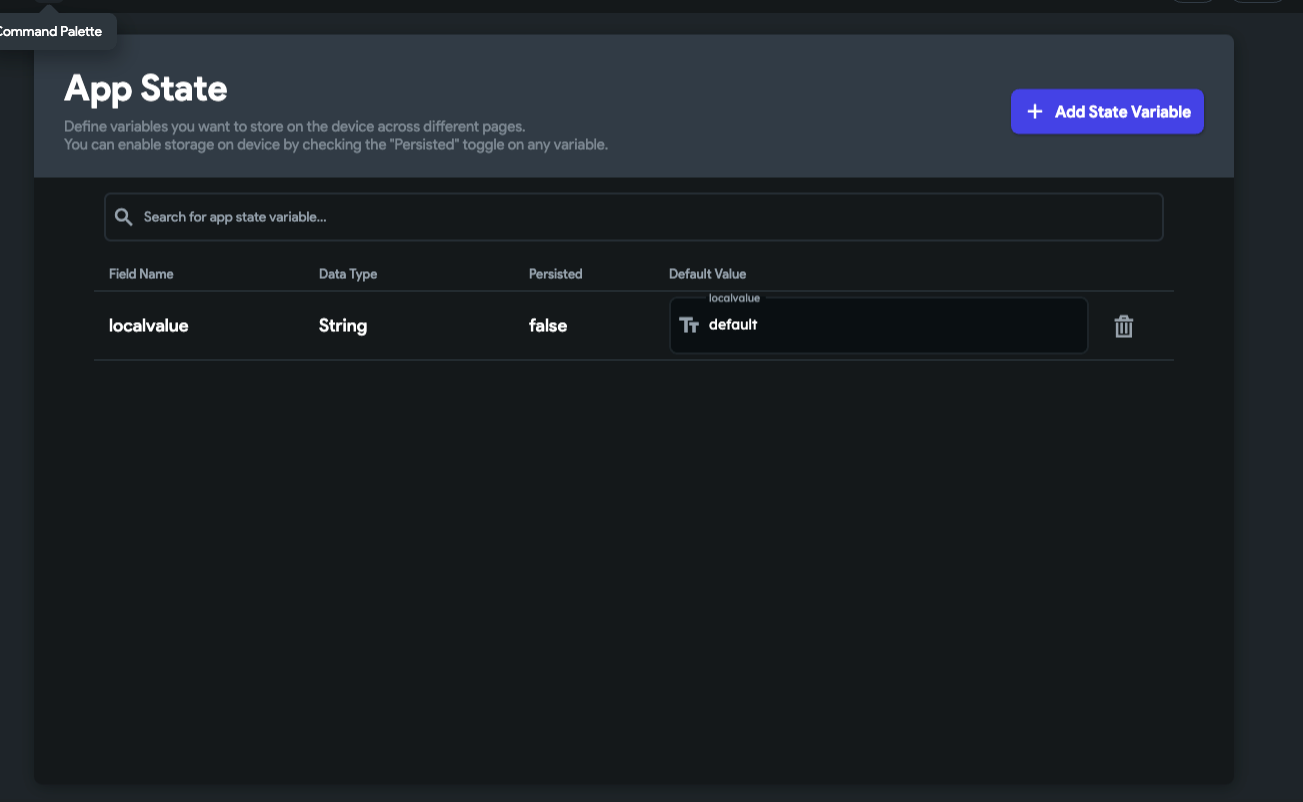 Command Palette
App State
Define variables you want to store on the device across different pages.
You can enable storage on device by checking the "Persisted" toggle on any variable.
+ Add State Variable
Search for app state variable...
Field Name Data Type Persisted Default Value
localvalue
localvalue String false Tт default